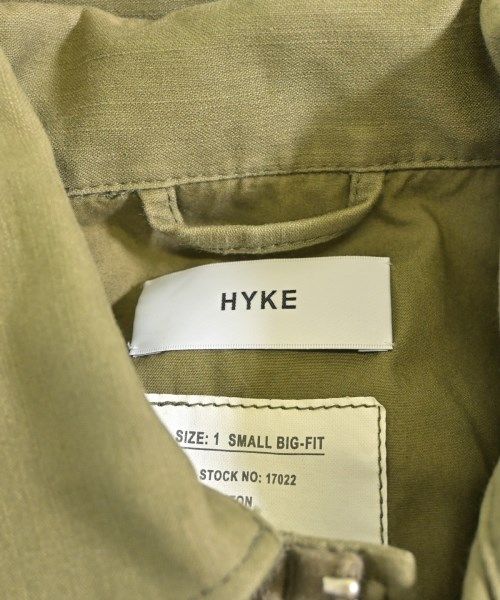 HYKE
SIZE: 1 SMALL BIG-FIT
STOCK NO: 17022